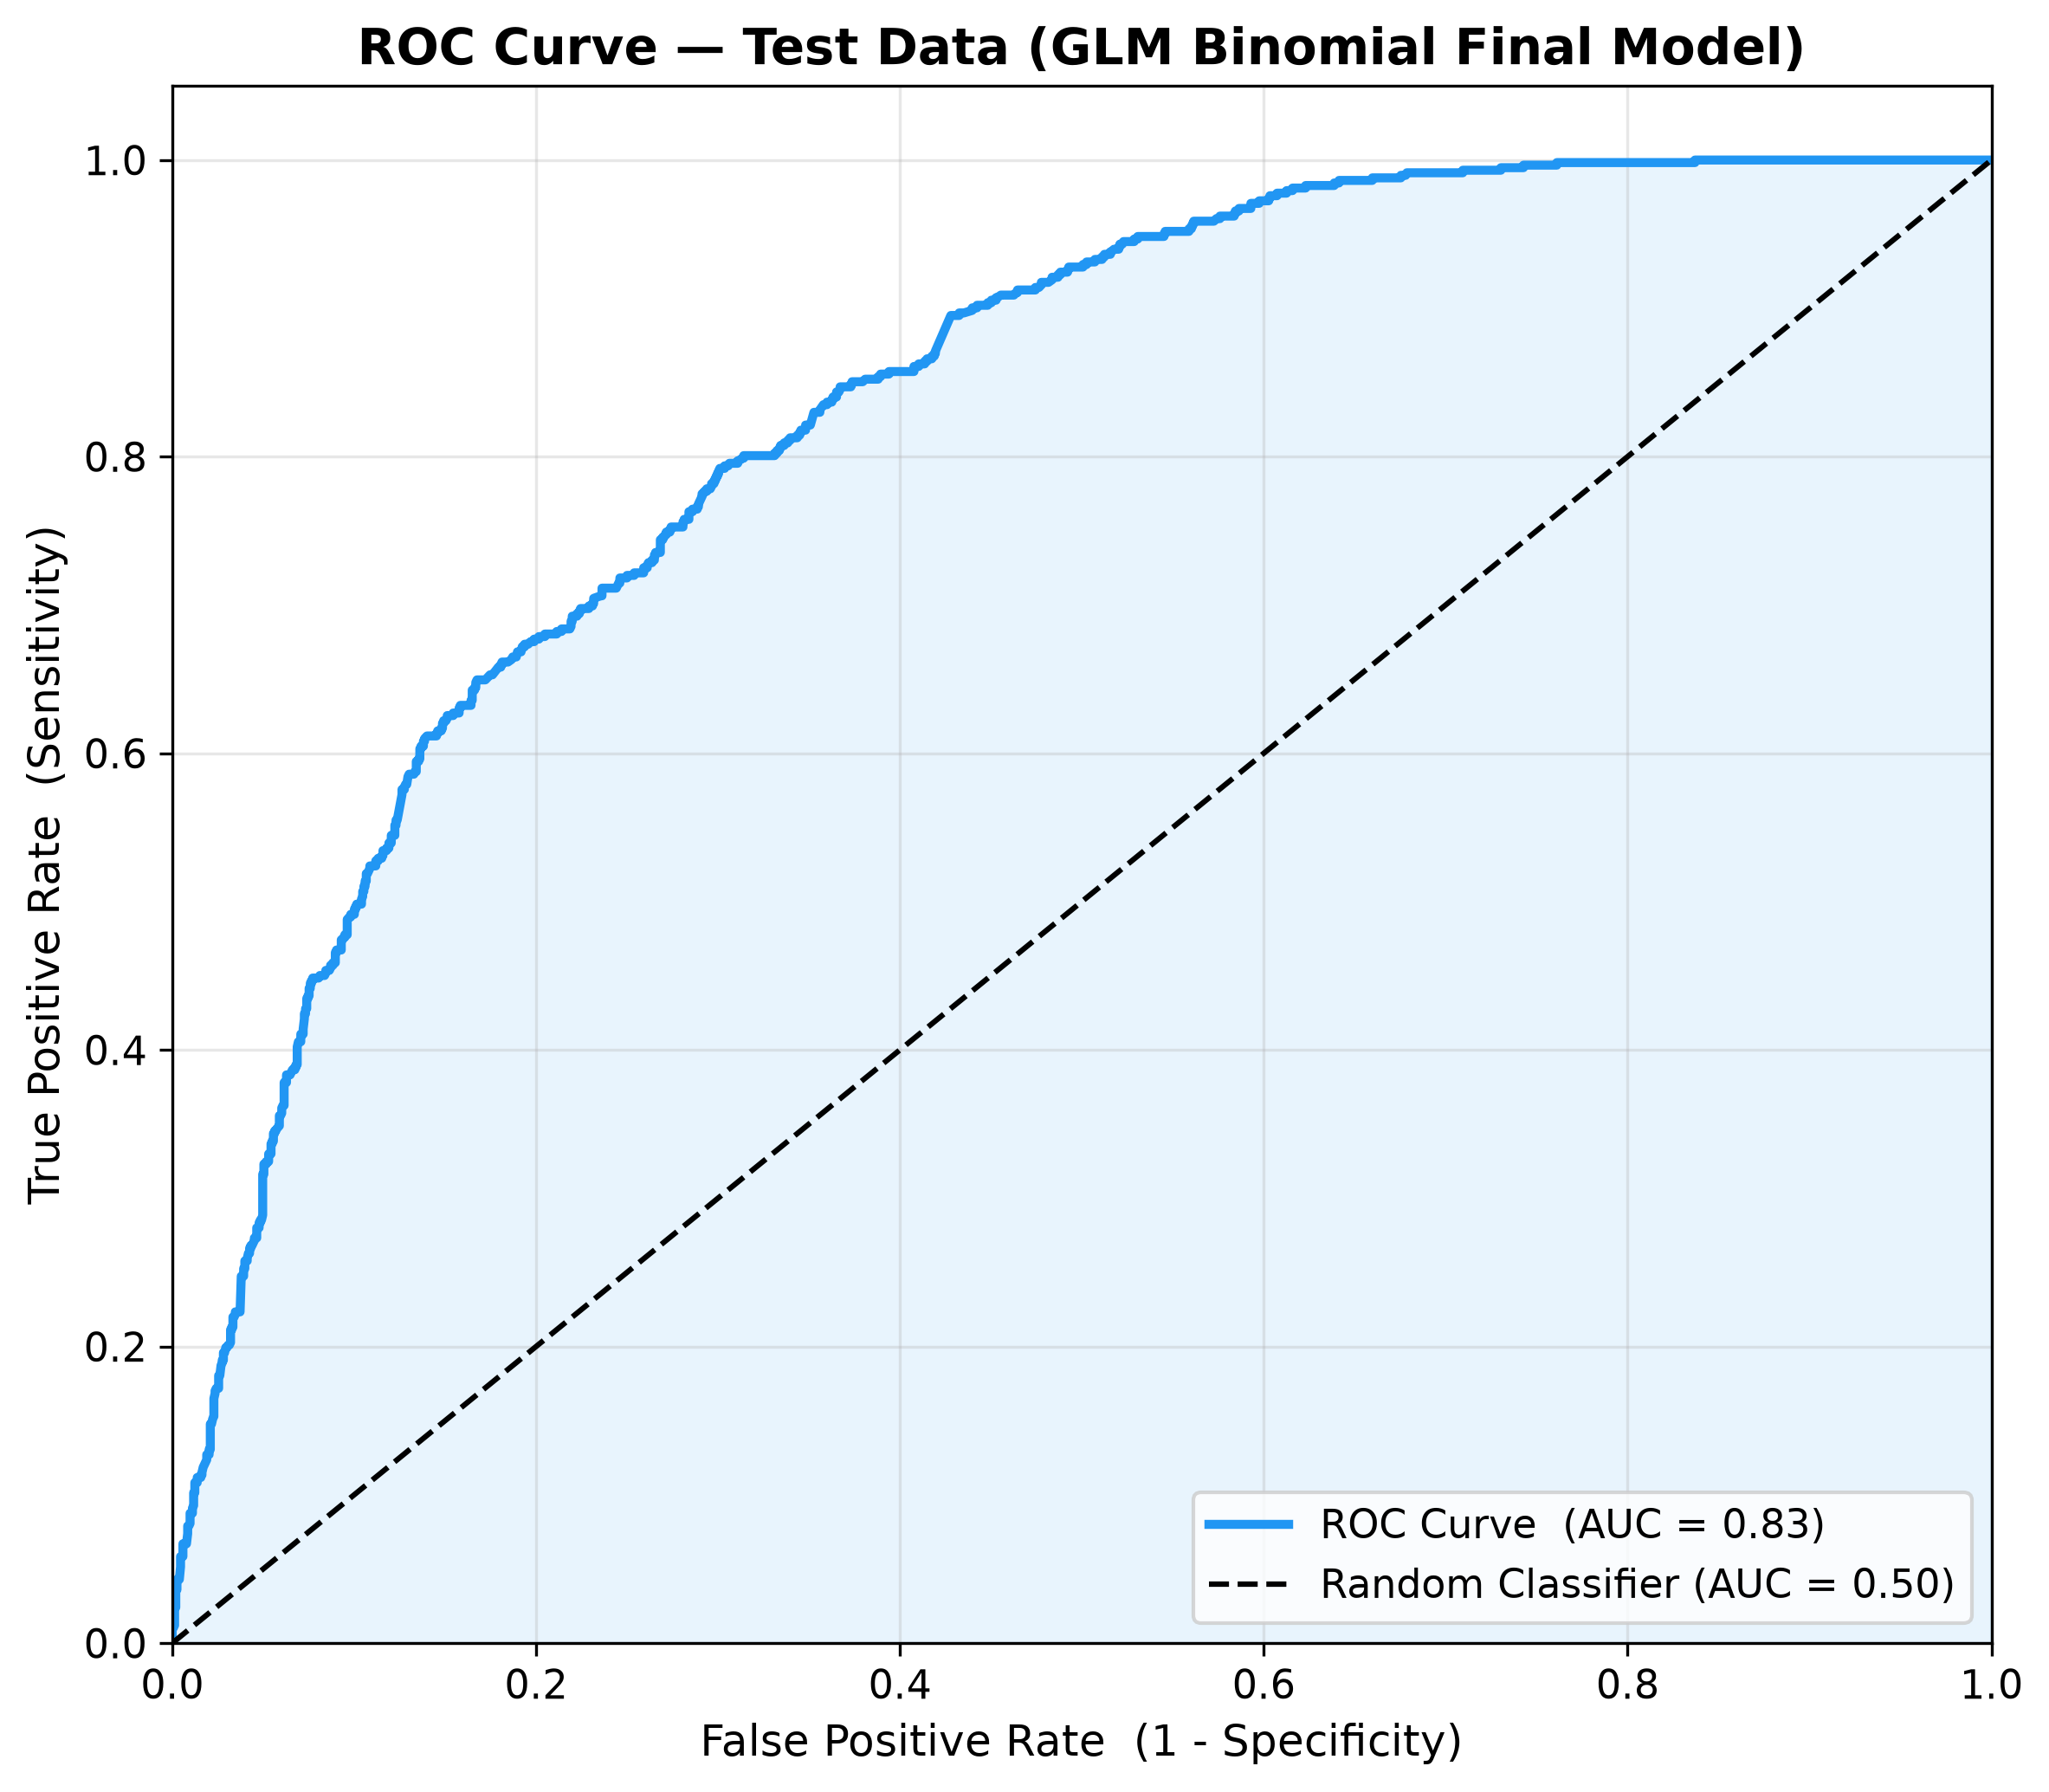 ROC Curve — Test Data (GLM Binomial Final Model)
True Positive Rate (Sensitivity)
1.0
0.8
0.6
0.4
0.2
0.0
ROC Curve (AUC = 0.83)
Random Classifier (AUC = 0.50)
0.0 0.2 0.4 0.6 0.8 1.0
False Positive Rate (1 - Specificity)